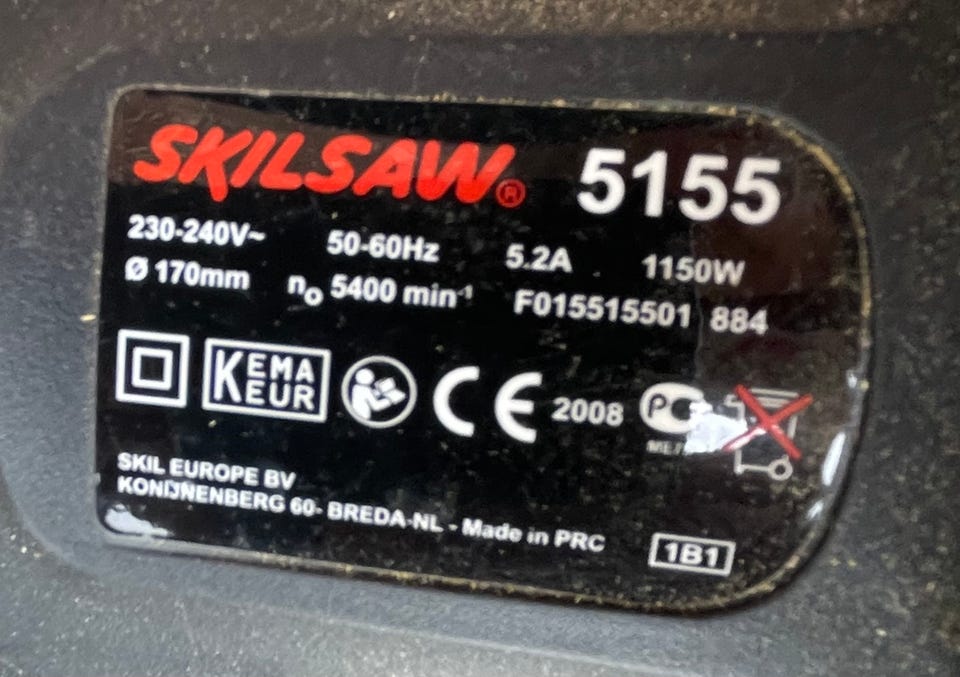 SKILSAW® 5155
230-240V~ 50-60Hz 5.2A 1150W
Ø 170mm n₀ 5400 min⁻¹ F015515501 884
KEMA
EUR
CE 2008
SKIL EUROPE BV
KONIJNENBERG 60- BREDA-NL - Made in PRC
1B1